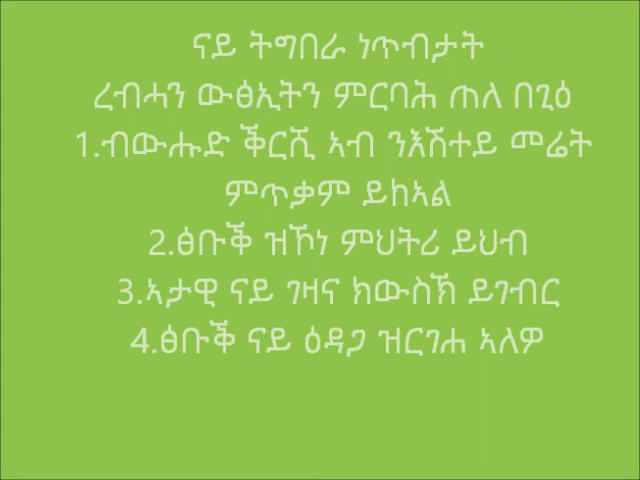 ናይ ትግበራ ነጥብታት
ረብሓን ውፅኢትን ምርባሕ ጠለ በጊዕ
1.ብውሑድ ቕርሺ ኣብ ንእሽተይ መሬት
ምጥቃም ይከኣል
2.ፅቡቕ ዝኾነ ምህትሪ ይህብ
3.ኣታዊ ናይ ገዛና ክውስኽ ይገብር
4.ፅቡቕ ናይ ዕዳጋ ዝርገሐ ኣለዎ